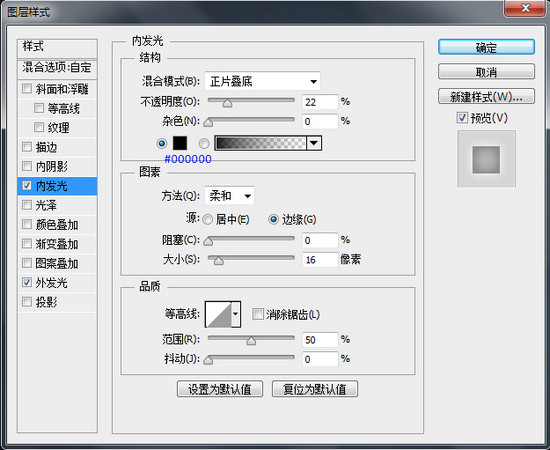 图层样式
样式
混合选项:自定
斜面和浮雕
等高线
纹理
描边
内阴影
内发光
光泽
颜色叠加
渐变叠加
图案叠加
外发光
投影
内发光
结构
混合模式(B): 正片叠底
不透明度(O): 22 %
杂色(N): 0 %
#000000
图素
方法(Q): 柔和
源: 居中(E) 边缘(G)
阻塞(C): 0 %
大小(S): 16 像素
品质
等高线: 消除锯齿(L)
范围(R): 50 %
抖动(J): 0 %
设置为默认值 复位为默认值
确定
取消
新建样式(W)...
预览(V)